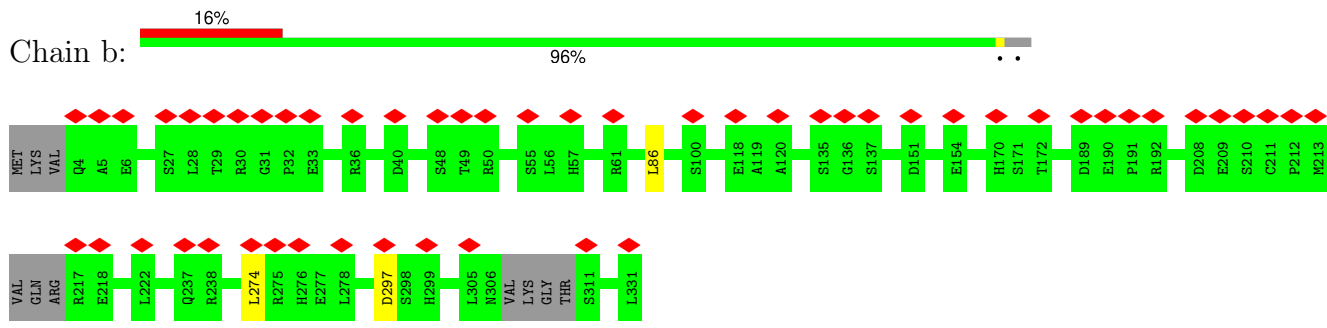 16%
Chain b:
96%
• •
MET LYS VAL Q4 A5 E6 S27 L28 T29 R30 G31 P32 E33 R36 D40 S48 T49 R50 S55 L56 H57 R61 L86 S100 E118 A119 A120 S135 G136 S137 D151 E154 H170 S171 T172 D189 E190 P191 R192 D208 E209 S210 C211 P212 M213
VAL GLN ARG R217 E218 L222 Q237 R238 L274 R275 H276 E277 L278 D297 S298 H299 L305 N306 VAL LYS GLY THR S311 L331